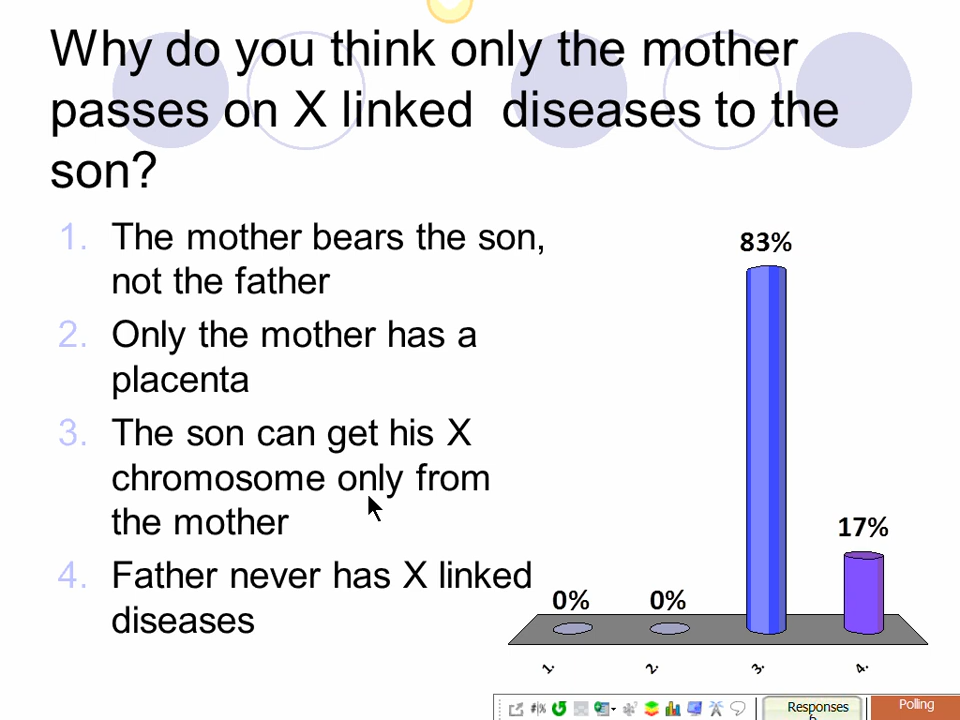 Why do you think only the mother
passes on X linked diseases to the
son?
1. The mother bears the son,
not the father
2. Only the mother has a
placenta
3. The son can get his X
chromosome only from
the mother
4. Father never has X linked
diseases
83%
17%
0% 0%
1. 2. 3. 4.
Responses
Polling